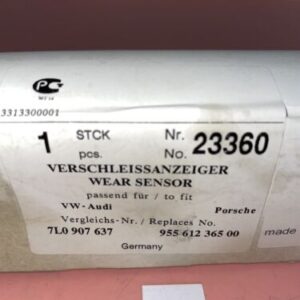 3313300001
1 STCK pcs. Nr. No. 23360
VERSCHLEISSANZEIGER
WEAR SENSOR
passend für / to fit
VW-Audi Porsche
Vergleichs-Nr. / Replaces No.
7L0 907 637 955 612 365 00
Germany
made